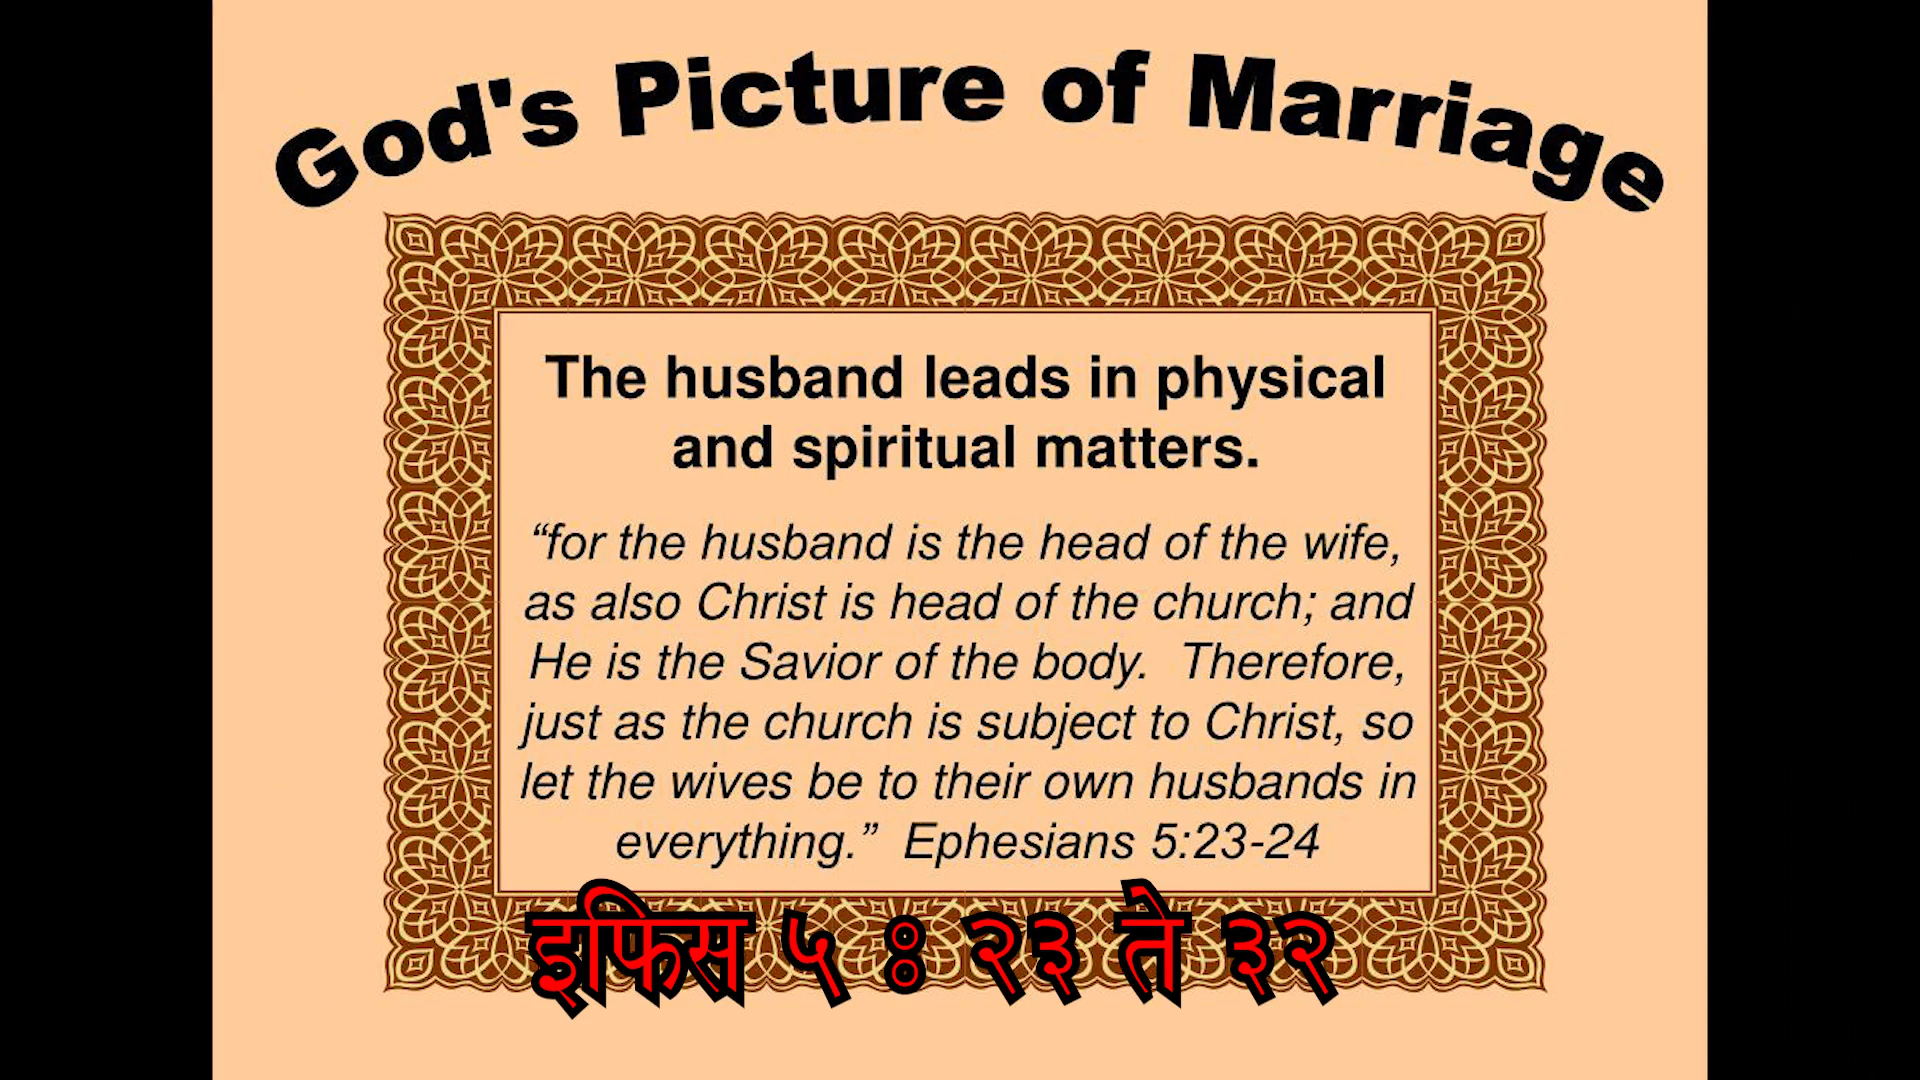 God's Picture of Marriage
The husband leads in physical
and spiritual matters.
“for the husband is the head of the wife,
as also Christ is head of the church; and
He is the Savior of the body.  Therefore,
just as the church is subject to Christ, so
let the wives be to their own husbands in
everything.”  Ephesians 5:23-24
इफिस ५ : २३ ते ३२